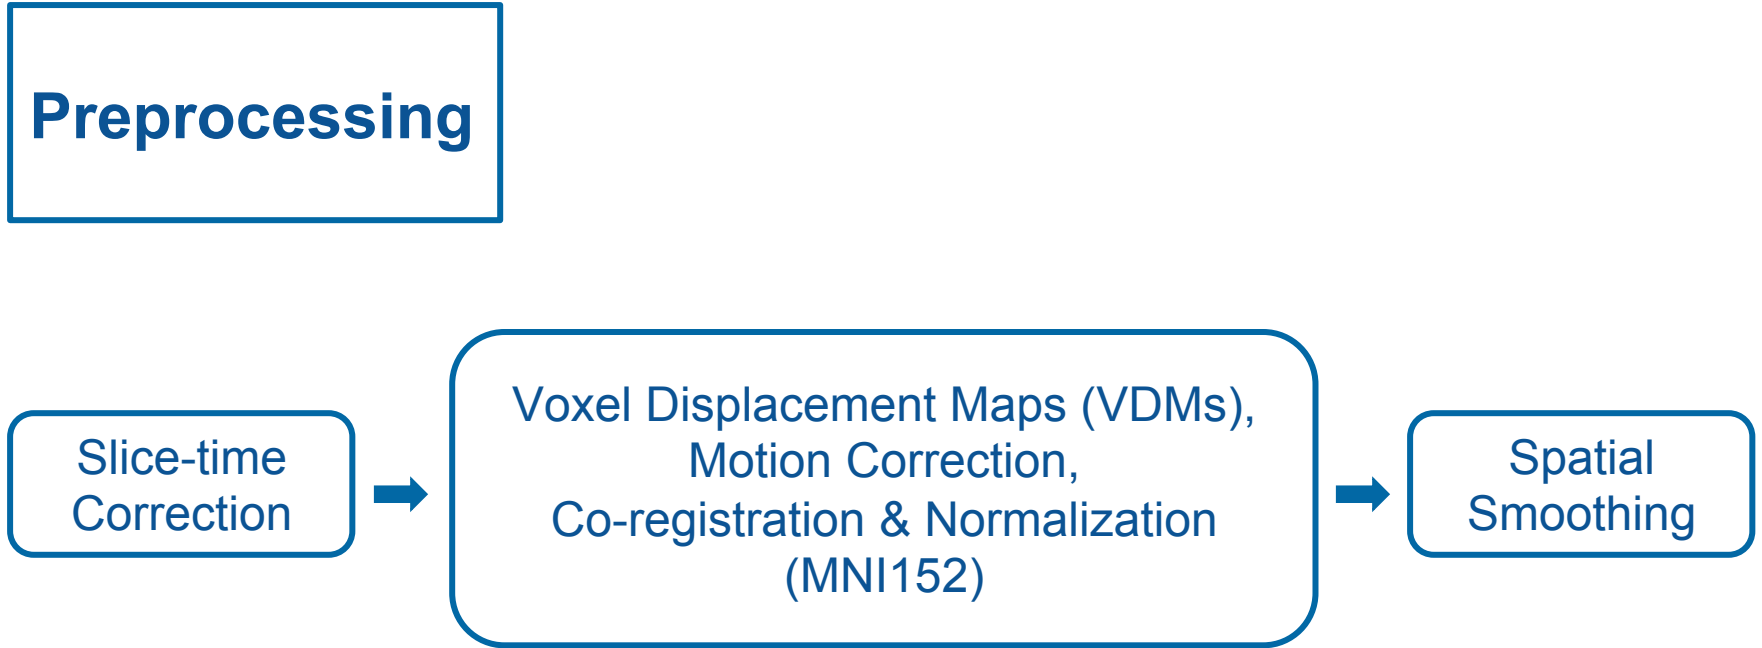 Preprocessing
Slice-time
Correction
Voxel Displacement Maps (VDMs),
Motion Correction,
Co-registration & Normalization
(MNI152)
Spatial
Smoothing